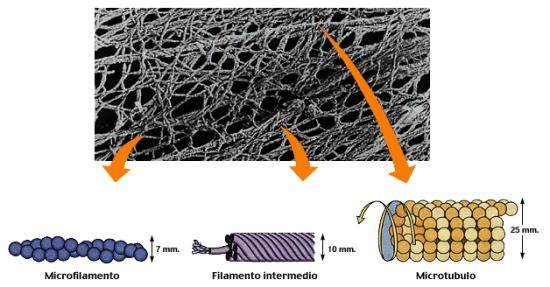 7 mm.
10 mm.
25 mm.
Microfilamento
Filamento intermedio
Microtubulo